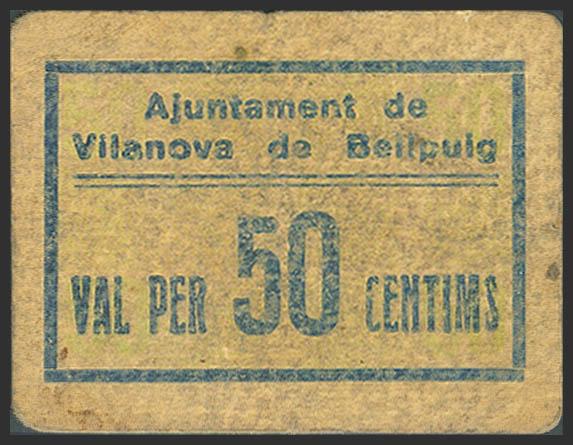 Ajuntament de
Vilanova de Bellpuig
VAL PER 50 CENTIMS